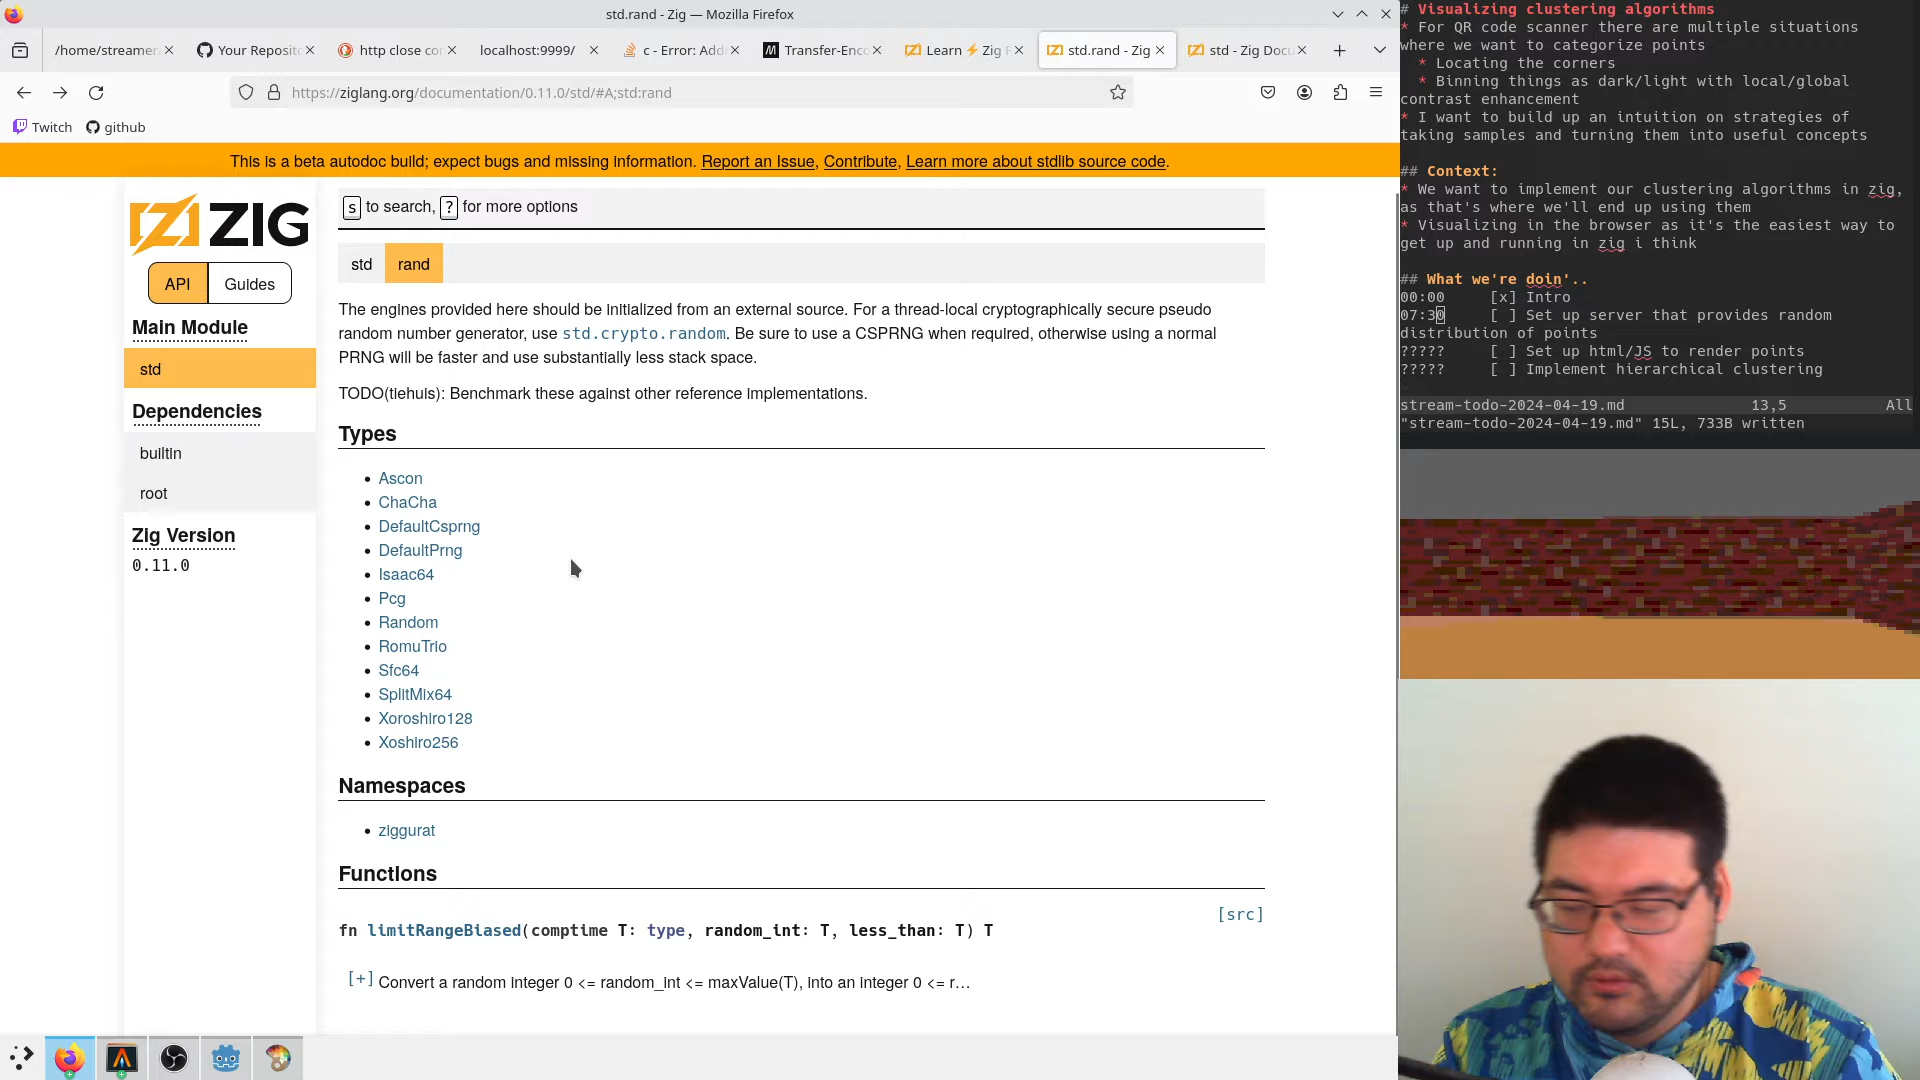 std.rand - Zig — Mozilla Firefox
/home/streamer
Your Reposito
http close cor
localhost:9999/
c - Error: Addr
Transfer-Enco
Learn ⚡ Zig
std.rand - Zig
std - Zig Docu
https://ziglang.org/documentation/0.11.0/std/#A;std:rand
Twitch
github
This is a beta autodoc build; expect bugs and missing information. Report an Issue, Contribute, Learn more about stdlib source code.
ZIG
API Guides
Main Module
std
Dependencies
builtin
root
Zig Version
0.11.0
s to search, ? for more options
std rand
The engines provided here should be initialized from an external source. For a thread-local cryptographically secure pseudo
random number generator, use std.crypto.random. Be sure to use a CSPRNG when required, otherwise using a normal
PRNG will be faster and use substantially less stack space.
TODO(tiehuis): Benchmark these against other reference implementations.
Types
• Ascon
• ChaCha
• DefaultCsprng
• DefaultPrng
• Isaac64
• Pcg
• Random
• RomuTrio
• Sfc64
• SplitMix64
• Xoroshiro128
• Xoshiro256
Namespaces
• ziggurat
Functions
[src]
fn limitRangeBiased(comptime T: type, random_int: T, less_than: T) T
[+] Convert a random integer 0 <= random_int <= maxValue(T), into an integer 0 <= r…
# Visualizing clustering algorithms
* For QR code scanner there are multiple situations
where we want to categorize points
* Locating the corners
* Binning things as dark/light with local/global
contrast enhancement
* I want to build up an intuition on strategies of
taking samples and turning them into useful concepts
## Context:
* We want to implement our clustering algorithms in zig,
as that's where we'll end up using them
* Visualizing in the browser as it's the easiest way to
get up and running in zig i think
## What we're doin'..
00:00 [x] Intro
07:30 [ ] Set up server that provides random
distribution of points
????? [ ] Set up html/JS to render points
????? [ ] Implement hierarchical clustering
~
stream-todo-2024-04-19.md 13,5 All
"stream-todo-2024-04-19.md" 15L, 733B written